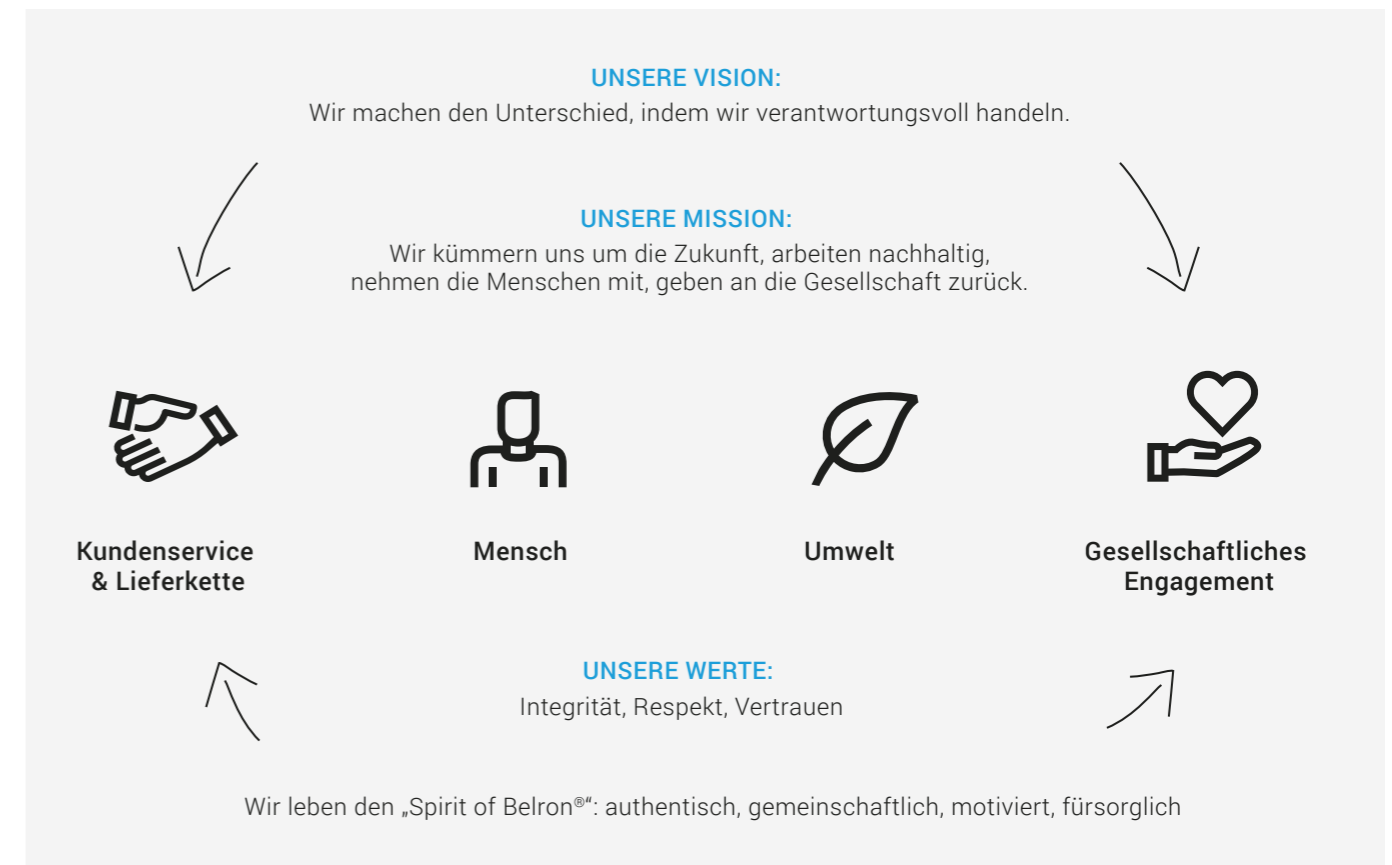 UNSERE VISION:
Wir machen den Unterschied, indem wir verantwortungsvoll handeln.
UNSERE MISSION:
Wir kümmern uns um die Zukunft, arbeiten nachhaltig,
nehmen die Menschen mit, geben an die Gesellschaft zurück.
Kundenservice
& Lieferkette
Mensch
Umwelt
Gesellschaftliches
Engagement
UNSERE WERTE:
Integrität, Respekt, Vertrauen
Wir leben den „Spirit of Belron®“: authentisch, gemeinschaftlich, motiviert, fürsorglich